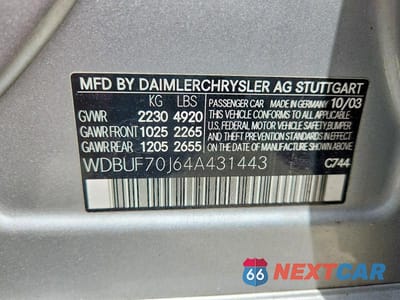 MFD BY DAIMLERCHRYSLER AG STUTTGART
KG LBS PASSENGER CAR MADE IN GERMANY 10/03
GVWR 2230 4920
GAWR FRONT 1025 2265
GAWR REAR 1205 2655
THIS VEHICLE CONFORMS TO ALL APPLICABLE
U.S. FEDERAL MOTOR VEHICLE SAFETY
BUMPER AND THEFT PREVENTION STANDARDS
IN EFFECT ON THE DATE OF MANUFACTURE
SHOWN ABOVE.
WDBUF70J64A431443 C744
66 NEXTCAR